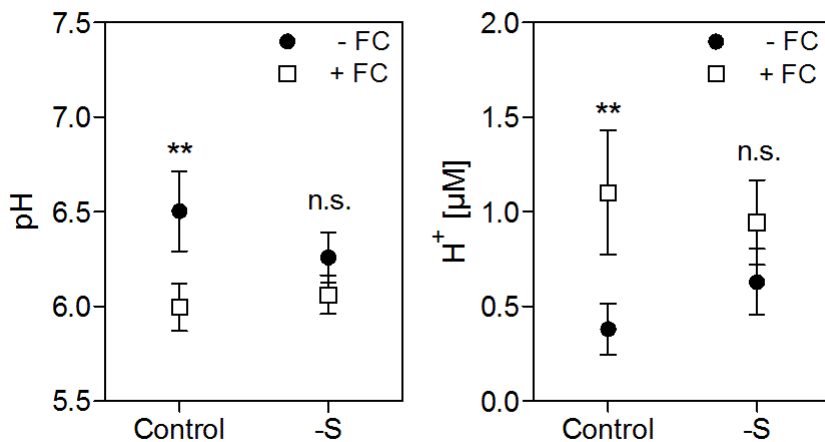 7.5
7.0
6.5
6.0
5.5
pH
- FC
+ FC
**
n.s.
Control
-S
2.0
1.5
1.0
0.5
0.0
H+ [µM]
- FC
+ FC
**
n.s.
Control
-S